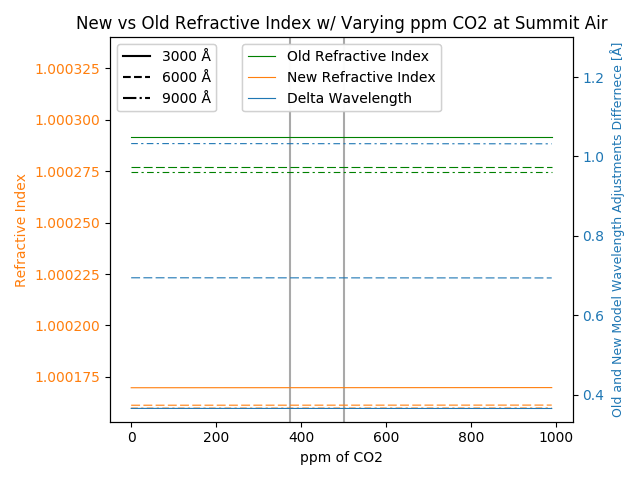 New vs Old Refractive Index w/ Varying ppm CO2 at Summit Air
3000 Å
6000 Å
9000 Å
Old Refractive Index
New Refractive Index
Delta Wavelength
Refractive Index
1.000325
1.000300
1.000275
1.000250
1.000225
1.000200
1.000175
1.2
1.0
0.8
0.6
0.4
Old and New Model Wavelength Adjustments Differnece [Å]
0
200
400
600
800
1000
ppm of CO2